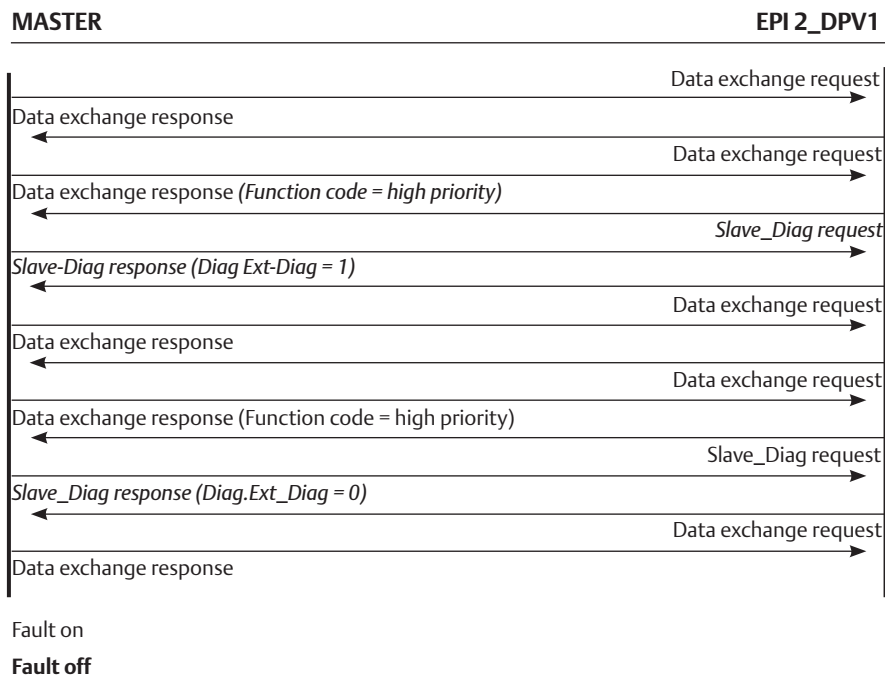 MASTER EPI 2_DPV1
Data exchange request
Data exchange response
Data exchange request
Data exchange response (Function code = high priority)
Slave_Diag request
Slave-Diag response (Diag Ext-Diag = 1)
Data exchange request
Data exchange response
Data exchange request
Data exchange response (Function code = high priority)
Slave_Diag request
Slave_Diag response (Diag.Ext_Diag = 0)
Data exchange request
Data exchange response
Fault on
Fault off